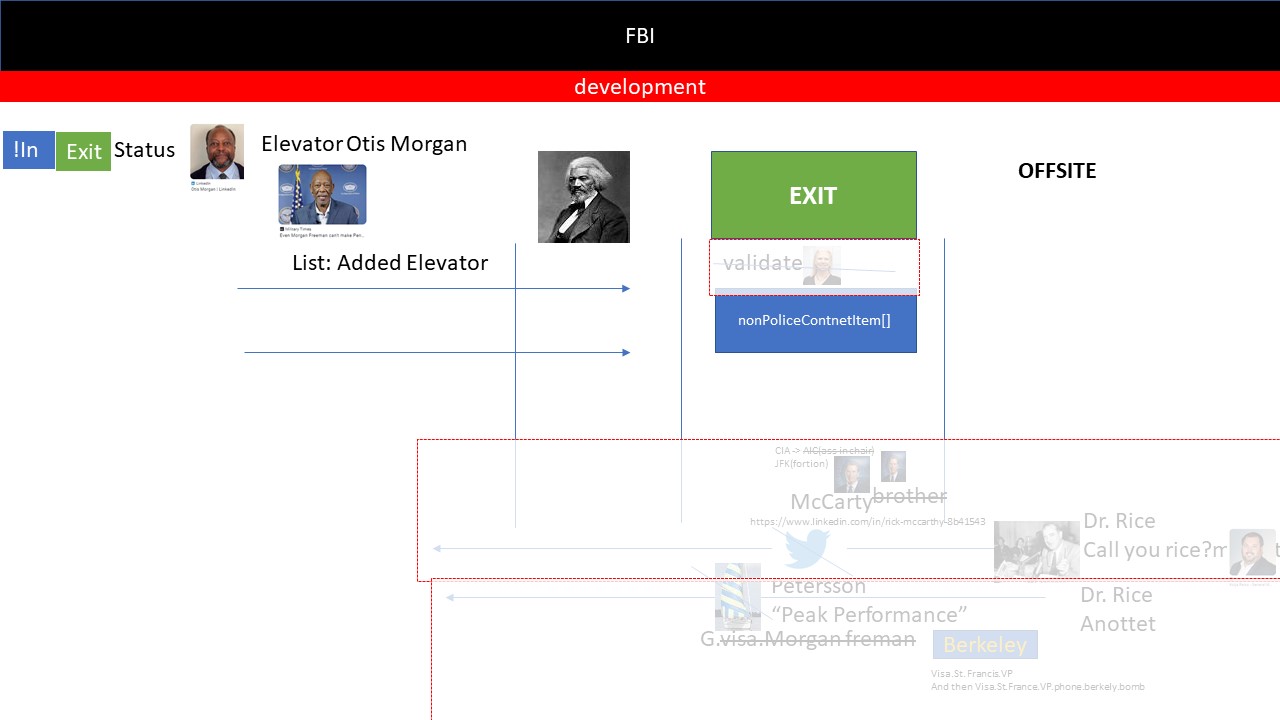 FBI
development
!In
Exit
Status
Elevator Otis Morgan
LinkedIn
Otis Morgan | LinkedIn
Military Times
Even Morgan Freeman can't make Pen...
EXIT
OFFSITE
validate
List: Added Elevator
nonPoliceContnetItem[]
CIA -> AIC(ass in chair)
JFK(fortion)
McCarty brother
https://www.linkedin.com/in/rick-mccarthy-8b41543
Dr. Rice
Call you rice?m
Petersson
“Peak Performance”
G.visa.Morgan freman
Dr. Rice
Anottet
Berkeley
Visa.St. Francis.VP
And then Visa.St.France.VP.phone.berkely.bomb